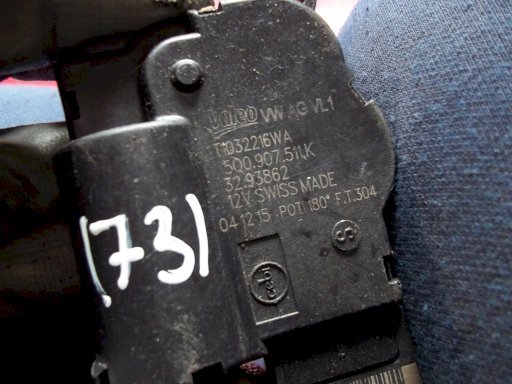 Valeo VW AG VL1
T1032216WA
5Q0.907.511.K
32.93862
12V SWISS MADE
04 12 15 POT 180° F.T.304
S
(73)